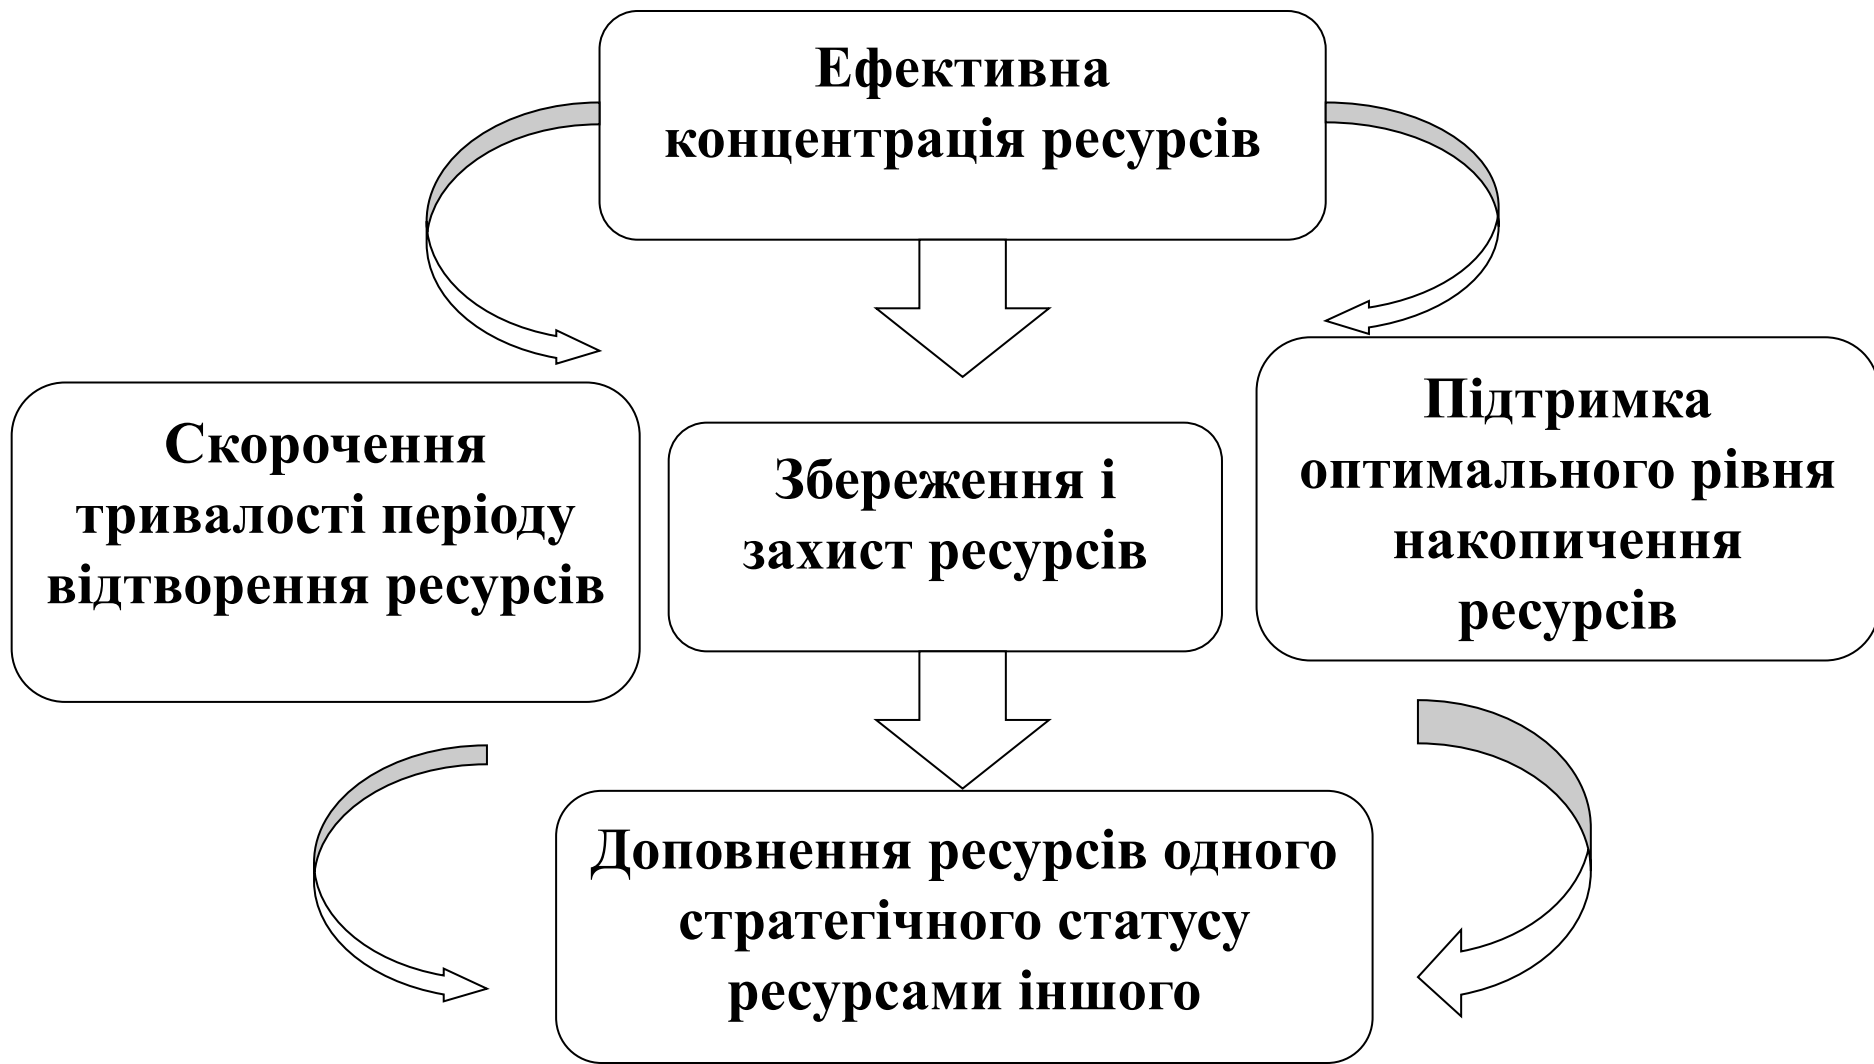 Ефективна
концентрація ресурсів
Скорочення
тривалості періоду
відтворення ресурсів
Збереження і
захист ресурсів
Підтримка
оптимального рівня
накопичення
ресурсів
Доповнення ресурсів одного
стратегічного статусу
ресурсами іншого